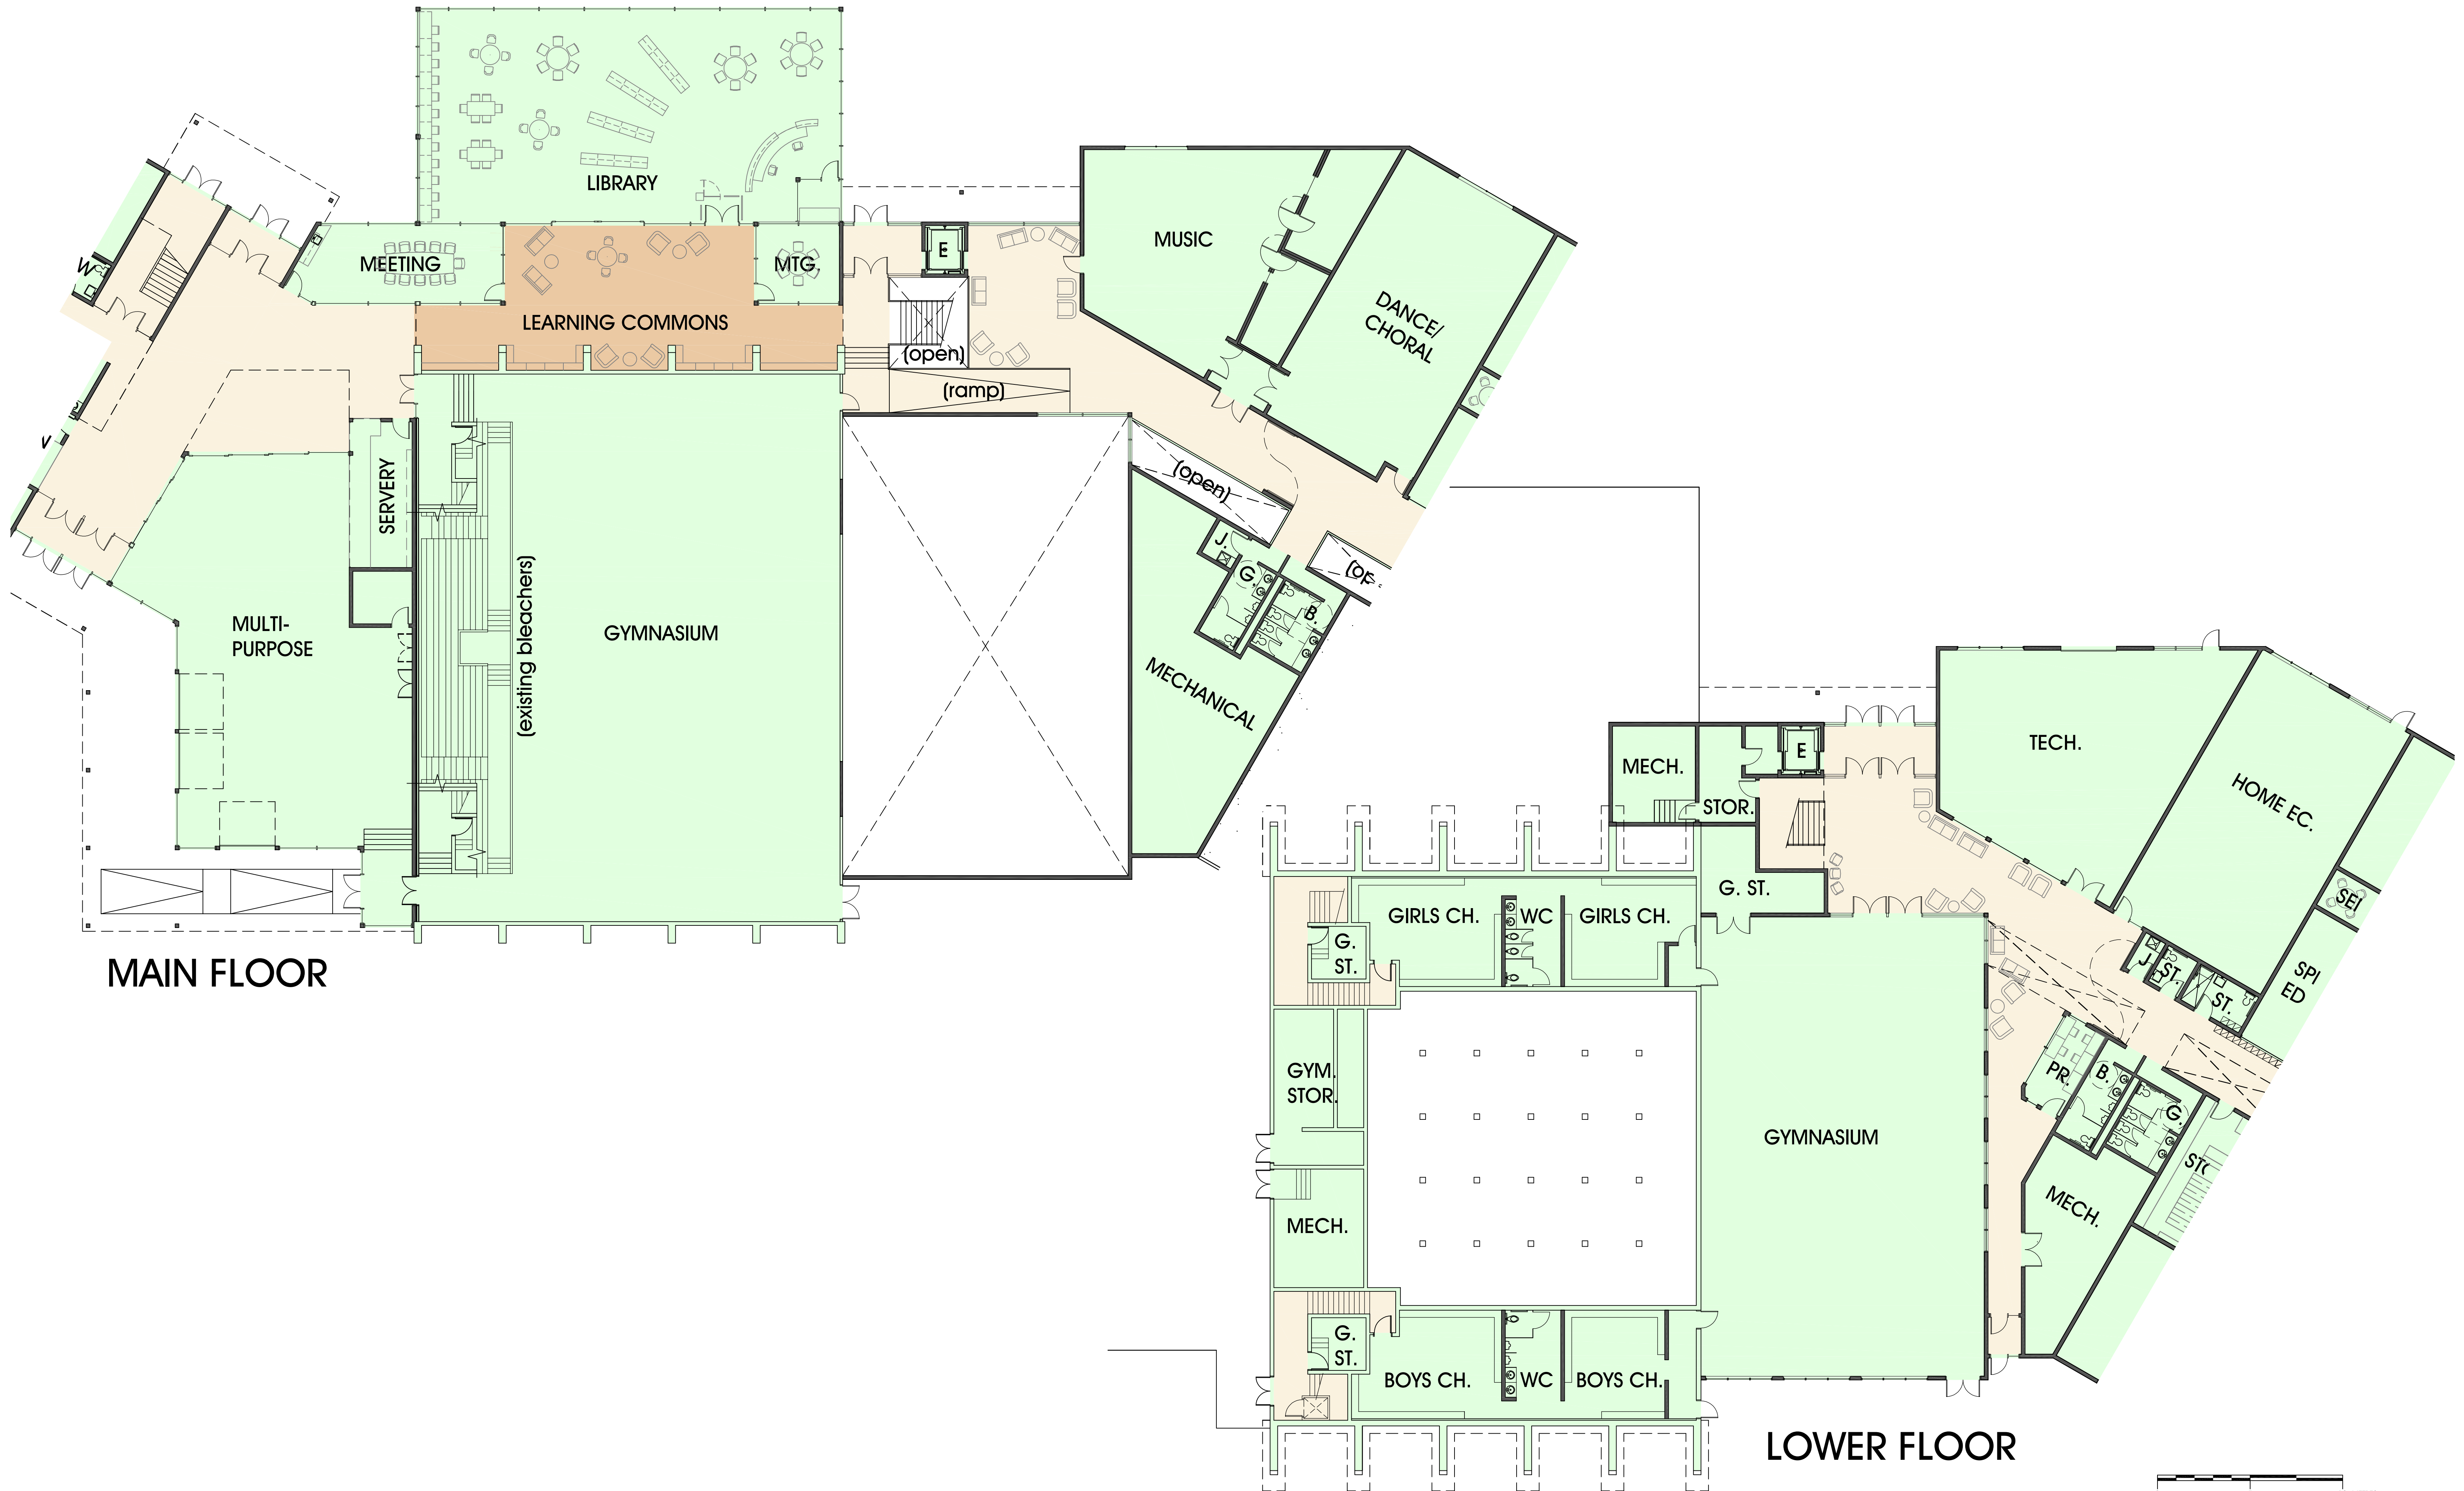 LIBRARY
MEETING
MTG.
E
LEARNING COMMONS
(open)
(ramp)
MUSIC
DANCE/
CHORAL
W
SERVERY
(open)
J.
G.
B.
MULTI-
PURPOSE
(existing bleachers)
GYMNASIUM
MECHANICAL
MAIN FLOOR
MECH.
STOR.
E
TECH.
HOME EC.
G. ST.
GIRLS CH.
WC
GIRLS CH.
G.
ST.
J.
ST.
ST.
SPI
ED
GYM.
STOR.
PR.
B.
G.
GYMNASIUM
MECH.
MECH.
G.
ST.
BOYS CH.
WC
BOYS CH.
LOWER FLOOR